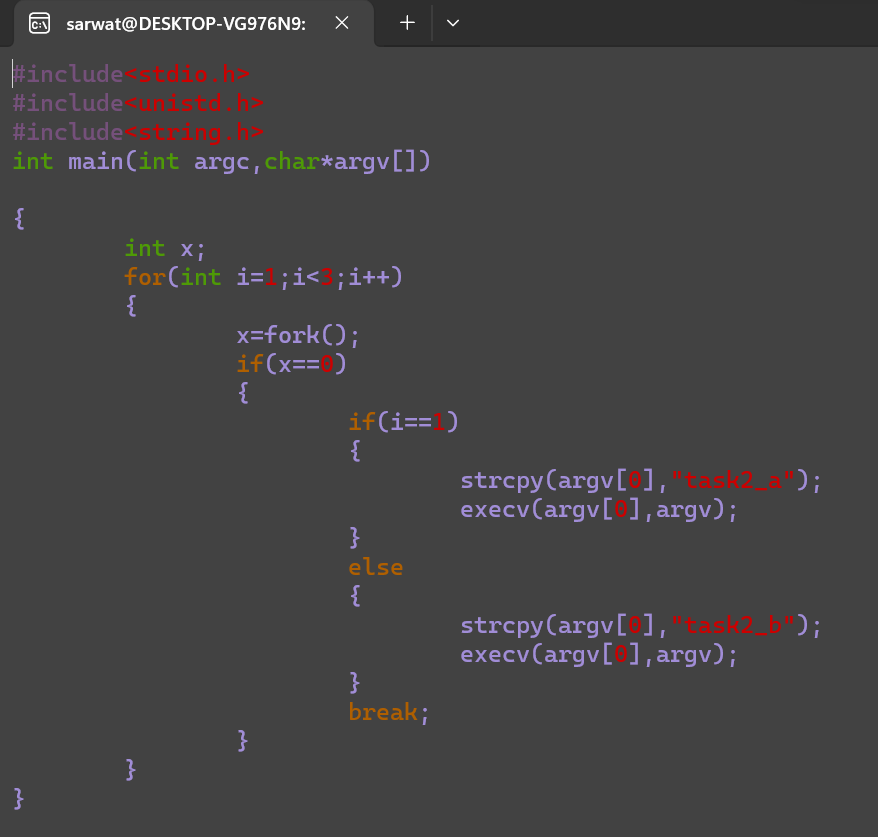 sarwat@DESKTOP-VG976N9:
#include<stdio.h>
#include<unistd.h>
#include<string.h>
int main(int argc,char*argv[])
{
int x;
for(int i=1;i<3;i++)
{
x=fork();
if(x==0)
{
if(i==1)
{
strcpy(argv[0],"task2_a");
execv(argv[0],argv);
}
else
{
strcpy(argv[0],"task2_b");
execv(argv[0],argv);
}
break;
}
}
}